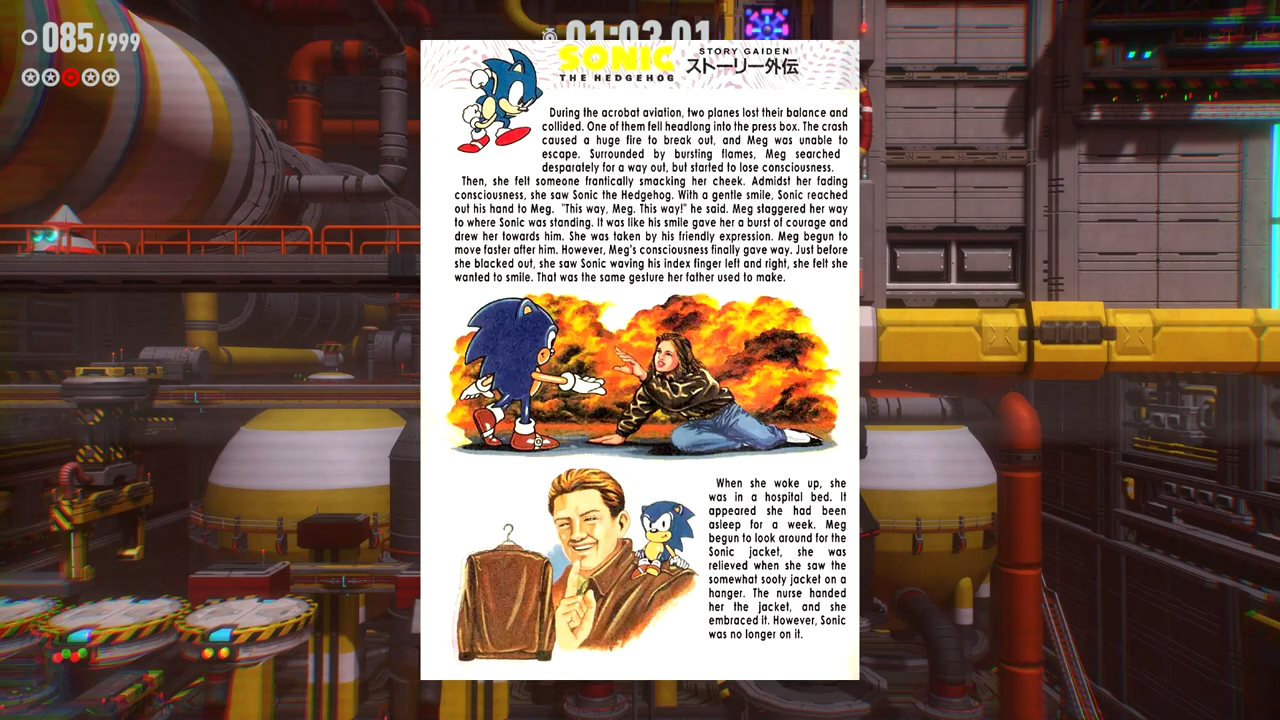 085/999
01:03.01
SONIC
THE HEDGEHOG
STORY GAIDEN
ストーリー外伝
During the acrobat aviation, two planes lost their balance and
collided. One of them fell headlong into the press box. The crash
caused a huge fire to break out, and Meg was unable to
escape. Surrounded by bursting flames, Meg searched
desparately for a way out, but started to lose consciousness.
Then, she felt someone frantically smacking her cheek. Admidst her fading
consciousness, she saw Sonic the Hedgehog. With a gentle smile, Sonic reached
out his hand to Meg. "This way, Meg. This way!" he said. Meg staggered her way
to where Sonic was standing. It was like his smile gave her a burst of courage and
drew her towards him. She was taken by his friendly expression. Meg begun to
move faster after him. However, Meg's consciousness finally gave way. Just before
she blacked out, she saw Sonic waving his index finger left and right, she felt she
wanted to smile. That was the same gesture her father used to make.
When she woke up, she
was in a hospital bed. It
appeared she had been
asleep for a week. Meg
begun to look around for the
Sonic jacket, she was
relieved when she saw the
somewhat sooty jacket on a
hanger. The nurse handed
her the jacket, and she
embraced it. However, Sonic
was no longer on it.